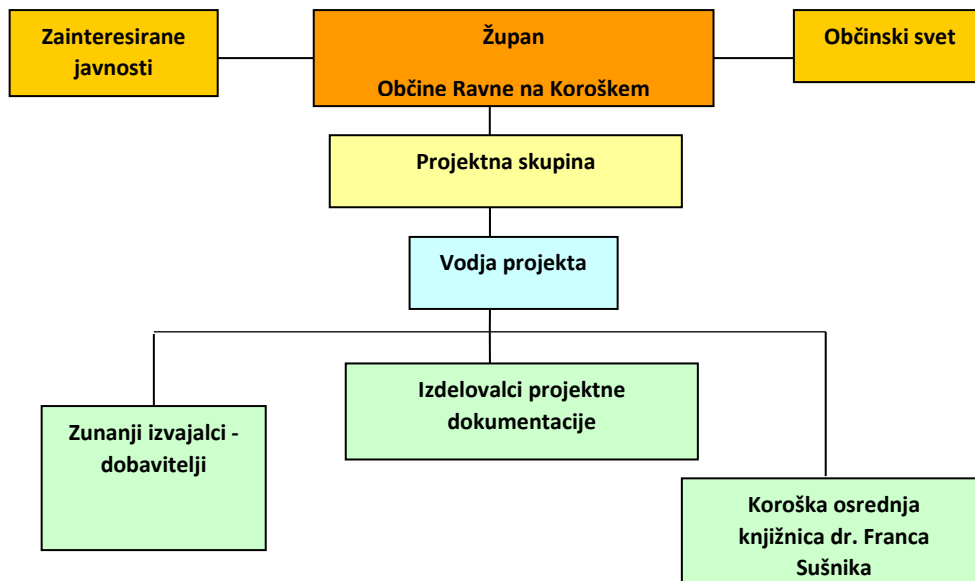 Zainteresirane
javnosti
Župan
Občine Ravne na Koroškem
Občinski svet
Projektna skupina
Vodja projekta
Zunanji izvajalci -
dobavitelji
Izdelovalci projektne
dokumentacije
Koroška osrednja
knjižnica dr. Franca
Sušnika